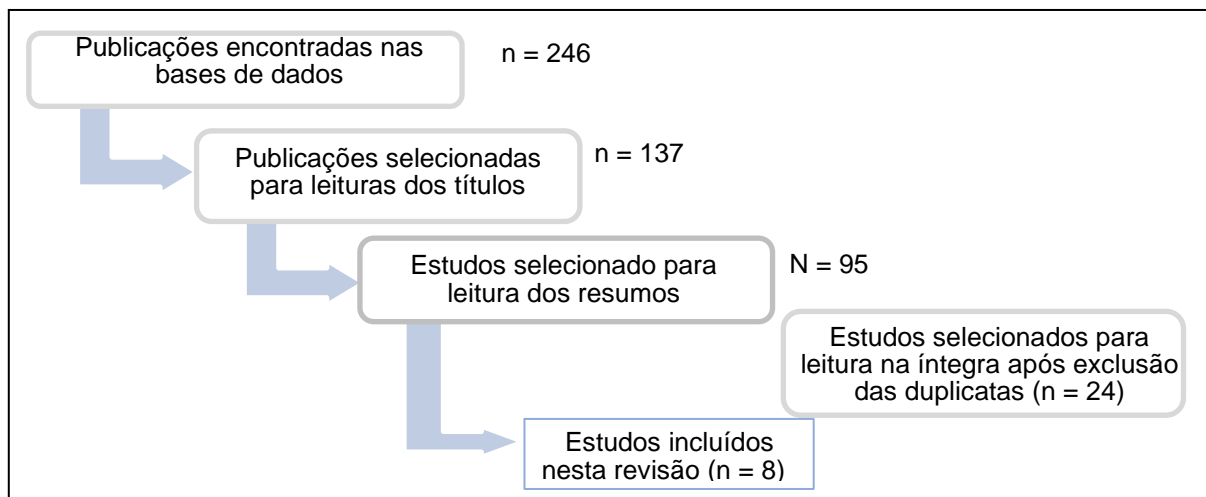 Publicações encontradas nas
bases de dados
n = 246
Publicações selecionadas
para leituras dos títulos
n = 137
Estudos selecionado para
leitura dos resumos
N = 95
Estudos selecionados para
leitura na íntegra após exclusão
das duplicatas (n = 24)
Estudos incluídos
nesta revisão (n = 8)